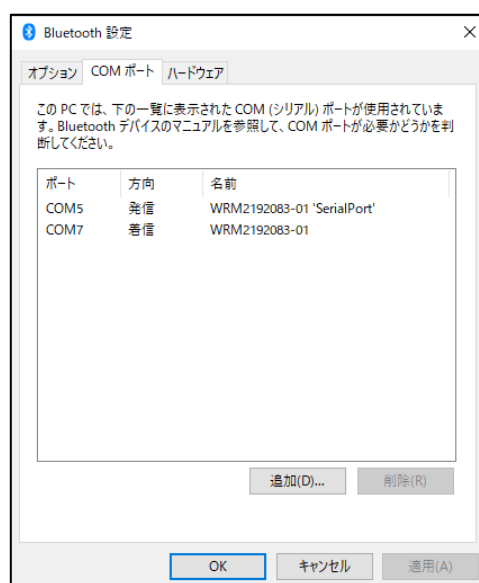 Bluetooth 設定
オプション COM ポート ハードウェア
この PC では、下の一覧に表示された COM (シリアル) ポートが使用されていま
す。Bluetooth デバイスのマニュアルを参照して、COM ポートが必要かどうかを判
断してください。
ポート 方向 名前
COM5 発信 WRM2192083-01 'SerialPort'
COM7 着信 WRM2192083-01
追加(D)... 削除(R)
OK キャンセル 適用(A)